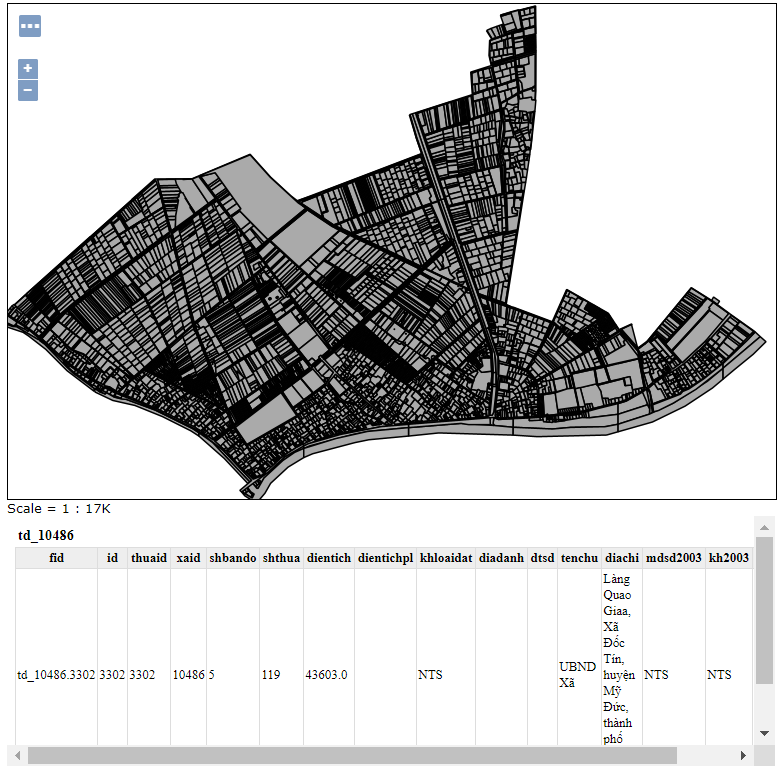 Scale = 1 : 17K
td_10486
fid id thuaid xaid shbando shthua dientich dientichpl khloaidat diadanh dtsd tenchu diachi mdsd2003 kh2003
td_10486.3302 3302 3302 10486 5 119 43603.0 NTS UBND Xã Làng Quao Giaa, Xã Đốc Tín, huyện Mỹ Đức, thành phố NTS NTS